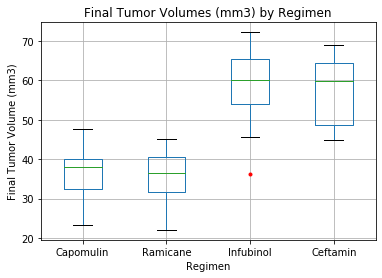 Final Tumor Volumes (mm3) by Regimen
Final Tumor Volume (mm3)
70
60
50
40
30
20
Capomulin Ramicane Infubinol Ceftamin
Regimen